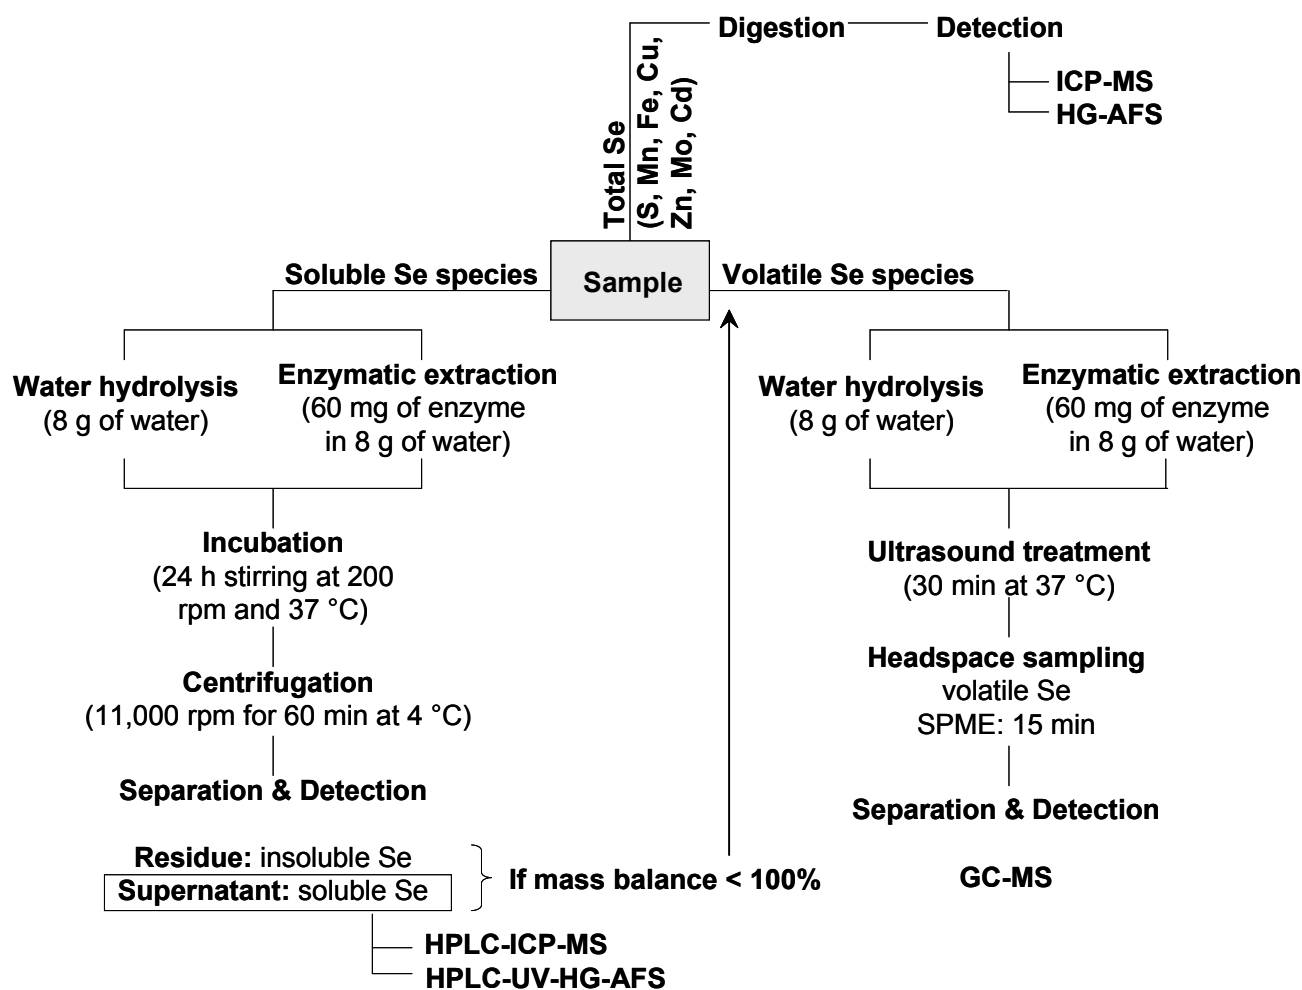 Digestion
Detection
ICP-MS
HG-AFS
Total Se
(S, Mn, Fe, Cu,
Zn, Mo, Cd)
Soluble Se species
Sample
Volatile Se species
Water hydrolysis
(8 g of water)
Enzymatic extraction
(60 mg of enzyme
in 8 g of water)
Incubation
(24 h stirring at 200
rpm and 37 °C)
Centrifugation
(11,000 rpm for 60 min at 4 °C)
Separation & Detection
Residue: insoluble Se
Supernatant: soluble Se
If mass balance < 100%
HPLC-ICP-MS
HPLC-UV-HG-AFS
Water hydrolysis
(8 g of water)
Enzymatic extraction
(60 mg of enzyme
in 8 g of water)
Ultrasound treatment
(30 min at 37 °C)
Headspace sampling
volatile Se
SPME: 15 min
Separation & Detection
GC-MS